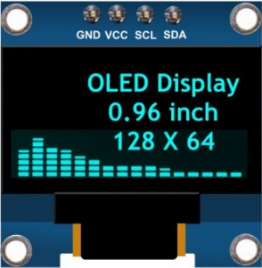 GND VCC SCL SDA
OLED Display
0.96 inch
128 X 64